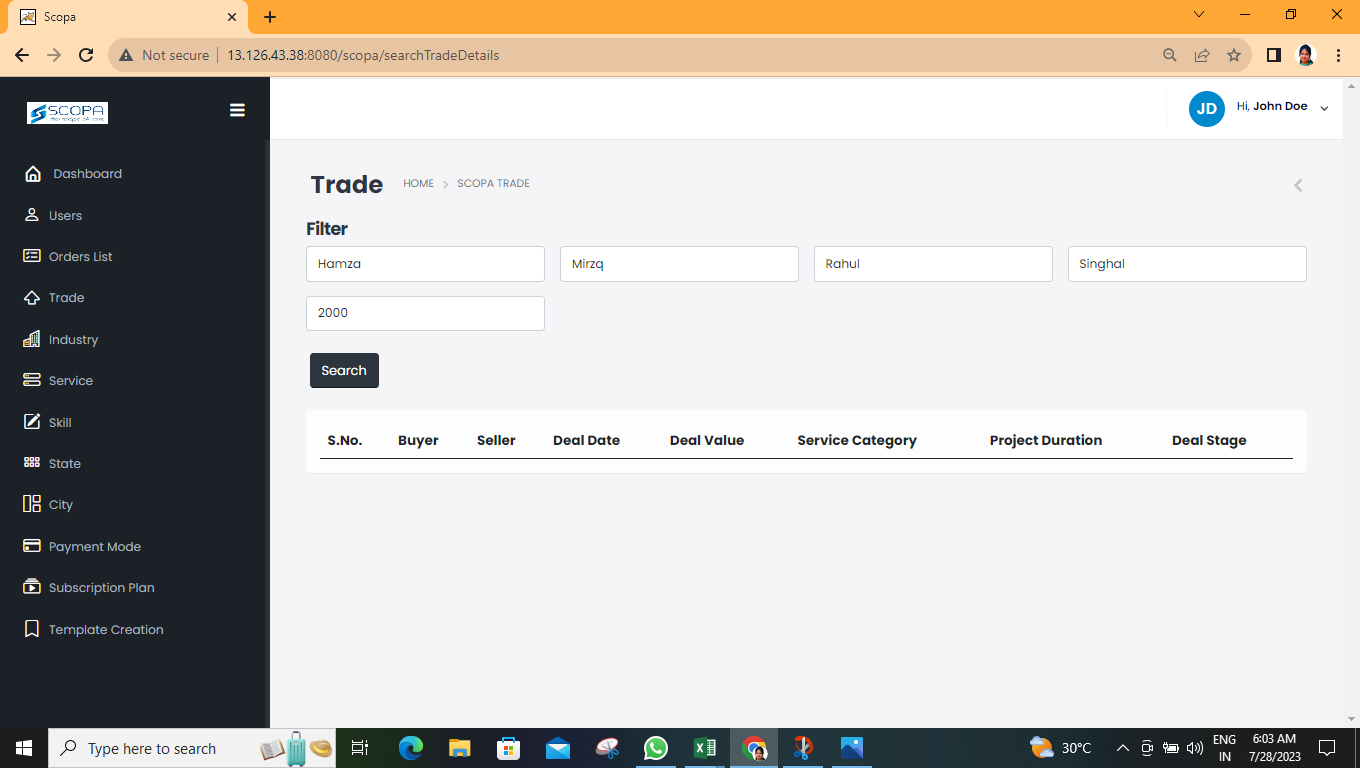 Scopa
Not secure
13.126.43.38:8080/scopa/searchTradeDetails
SCOPA
JD
Hi, John Doe
Dashboard
Users
Orders List
Trade
Industry
Service
Skill
State
City
Payment Mode
Subscription Plan
Template Creation
Trade HOME SCOPA TRADE
Filter
Hamza Mirzq Rahul Singhal
2000
Search
S.No. Buyer Seller Deal Date Deal Value Service Category Project Duration Deal Stage
Type here to search
30°C
ENG
IN
6:03 AM
7/28/2023